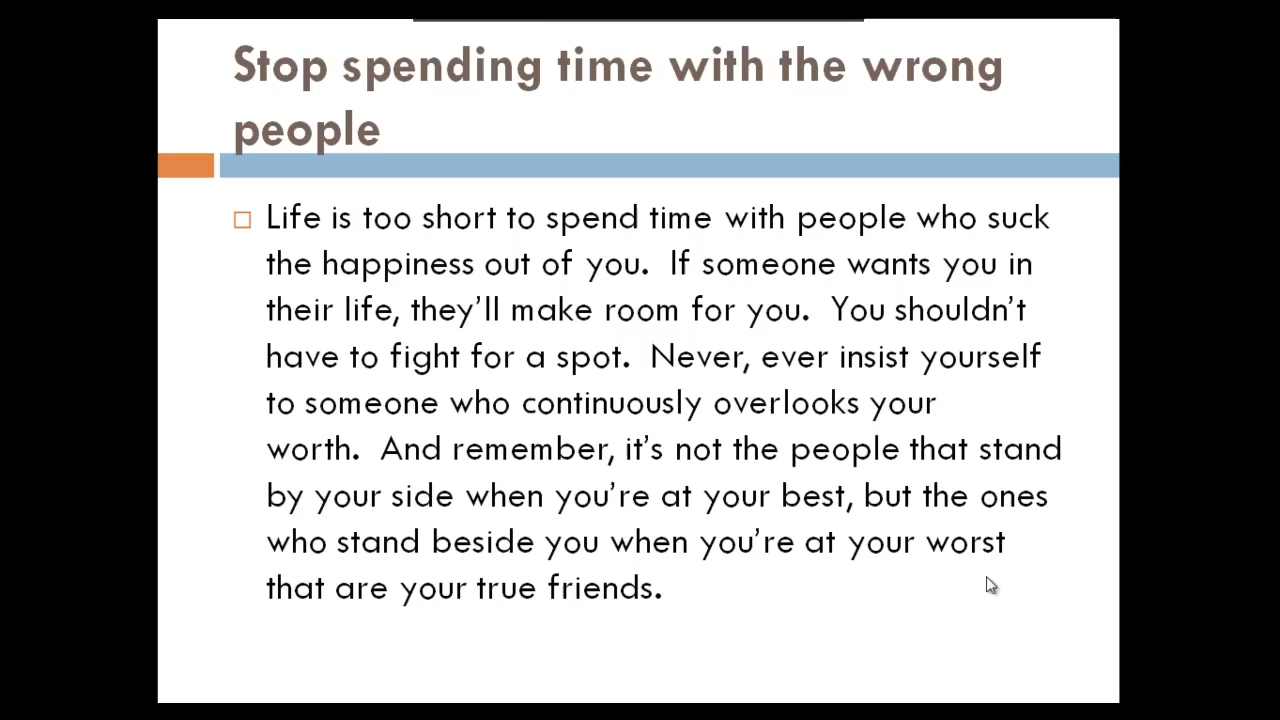 Stop spending time with the wrong
people
Life is too short to spend time with people who suck
the happiness out of you.  If someone wants you in
their life, they’ll make room for you.  You shouldn’t
have to fight for a spot.  Never, ever insist yourself
to someone who continuously overlooks your
worth.  And remember, it’s not the people that stand
by your side when you’re at your best, but the ones
who stand beside you when you’re at your worst
that are your true friends.